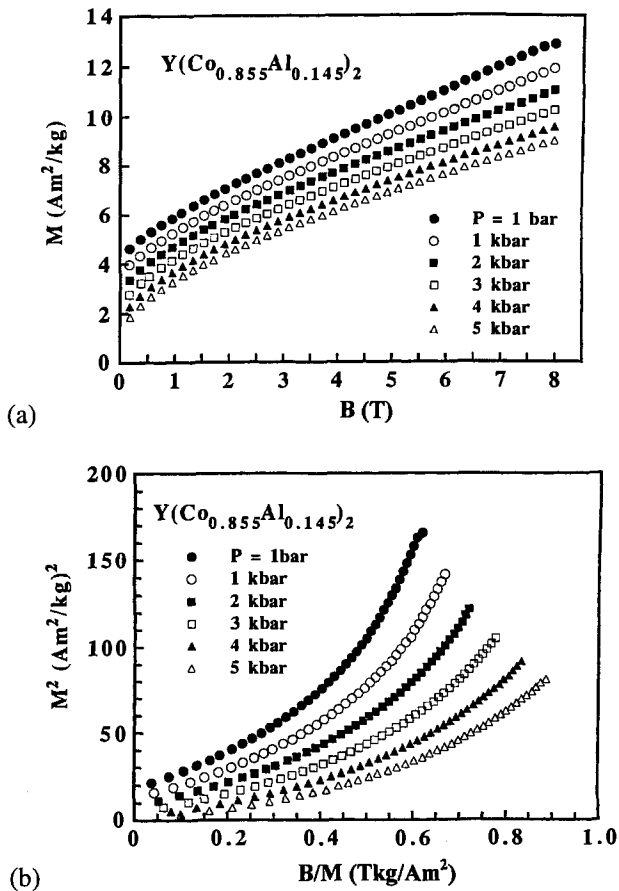 14
12
10
8
6
4
2
0
M (Am²/kg)
Y(Co₀.₈₅₅Al₀.₁₄₅)₂
P = 1 bar
1 kbar
2 kbar
3 kbar
4 kbar
5 kbar
0 1 2 3 4 5 6 7 8
B (T)
(a)
200
150
100
50
0
M² (Am²/kg)²
Y(Co₀.₈₅₅Al₀.₁₄₅)₂
P = 1bar
1 kbar
2 kbar
3 kbar
4 kbar
5 kbar
0 0.2 0.4 0.6 0.8 1.0
B/M (Tkg/Am²)
(b)